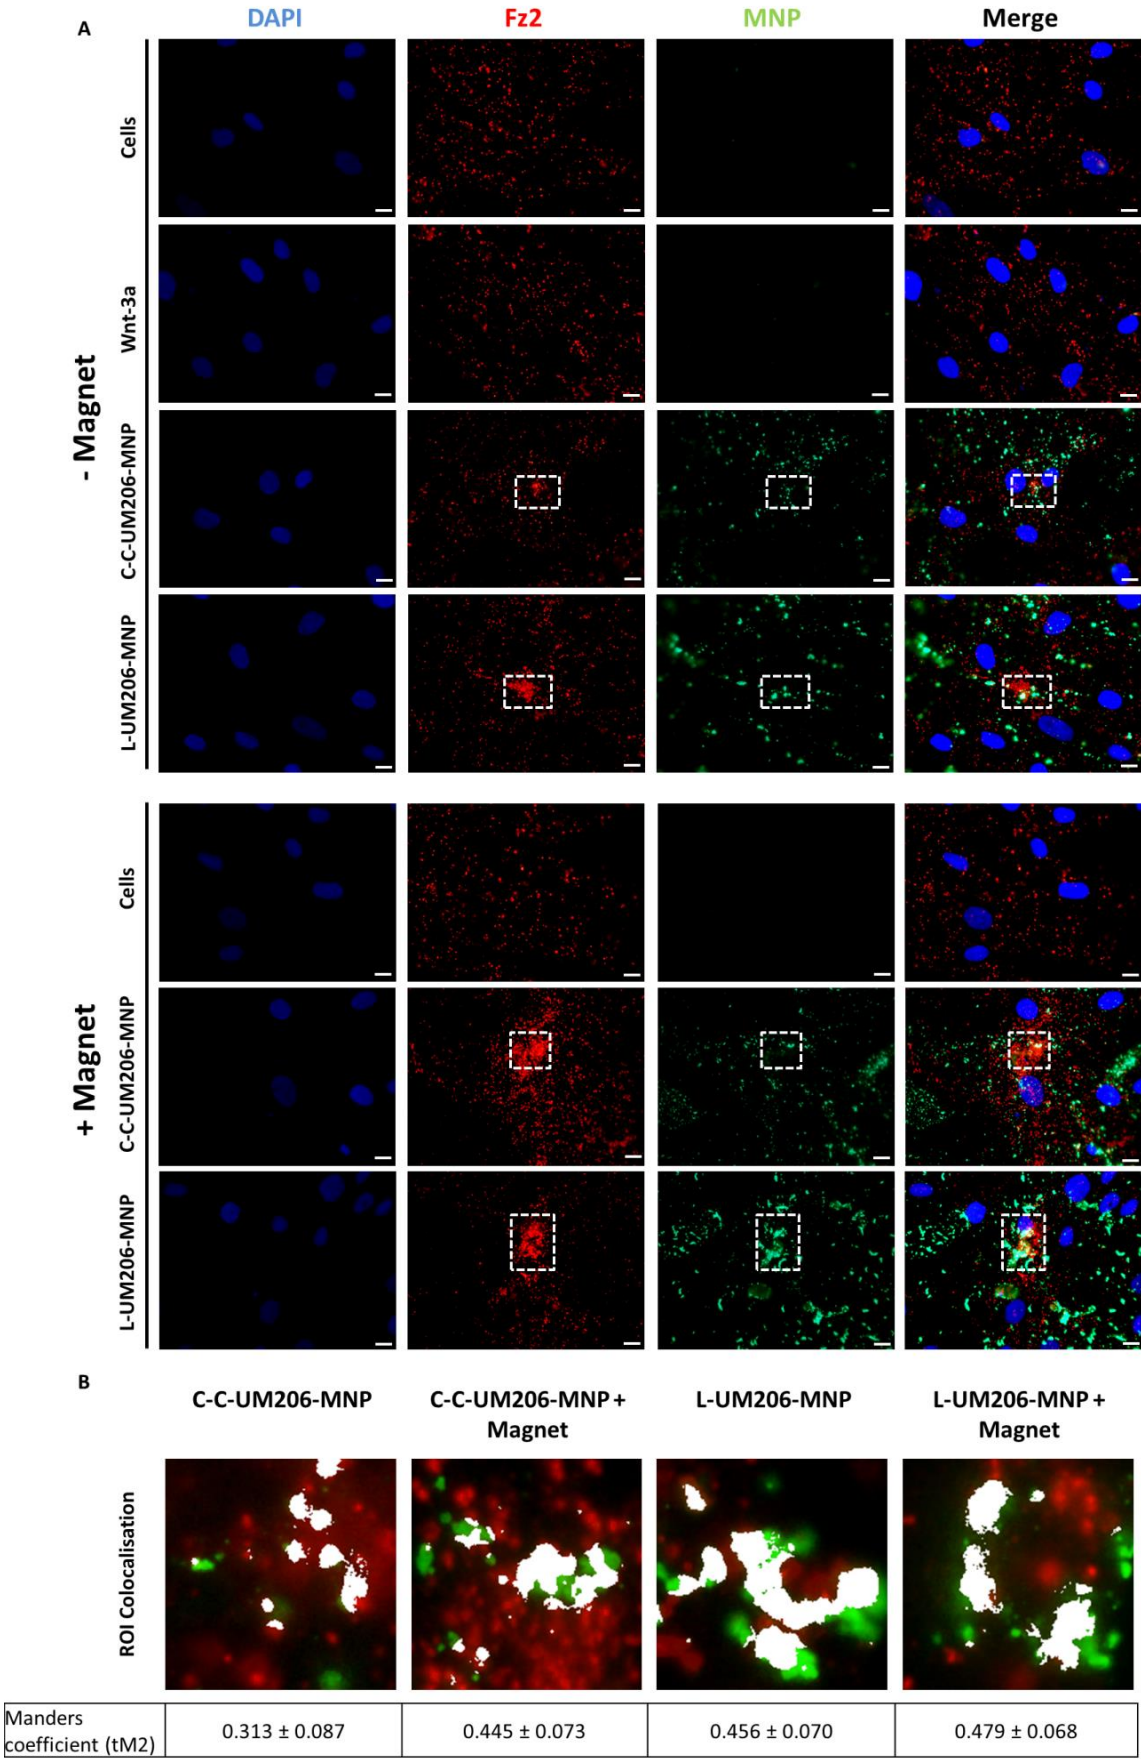 A
DAPI Fz2 MNP Merge
- Magnet
Cells
Wnt-3a
C-C-UM206-MNP
L-UM206-MNP
+ Magnet
Cells
C-C-UM206-MNP
L-UM206-MNP
B
C-C-UM206-MNP
C-C-UM206-MNP +
Magnet
L-UM206-MNP
L-UM206-MNP +
Magnet
ROI Colocalisation
Manders
coefficient (tM2)
0.313 ± 0.087
0.445 ± 0.073
0.456 ± 0.070
0.479 ± 0.068